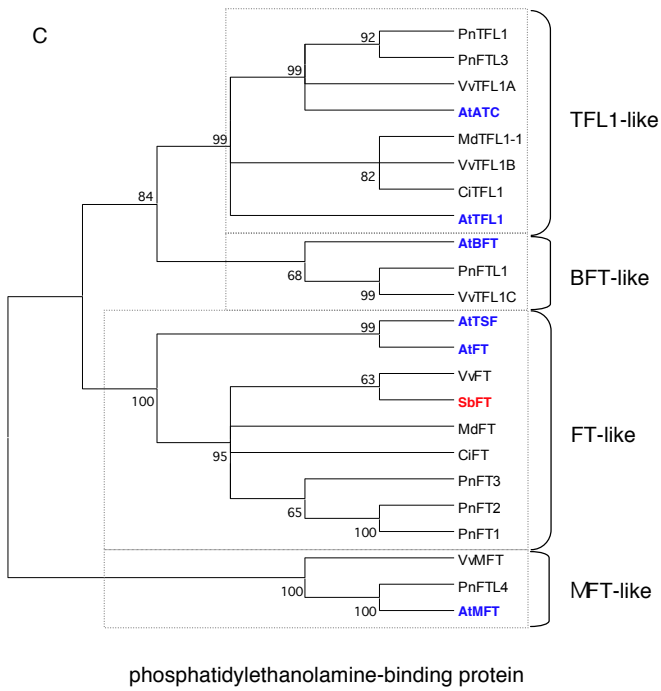 C
92
PnTFL1
PnFTL3
99
VvTFL1A
AtATC
TFL1-like
99
MdTFL1-1
VvTFL1B
82
CiTFL1
84
AtTFL1
AtBFT
68
PnFTL1
BFT-like
99
VvTFL1C
99
AtTSF
AtFT
100
63
VvFT
SbFT
MdFT
FT-like
95
CiFT
PnFT3
65
PnFT2
100
PnFT1
VvMFT
100
PnFTL4
MFT-like
100
AtMFT
phosphatidylethanolamine-binding protein